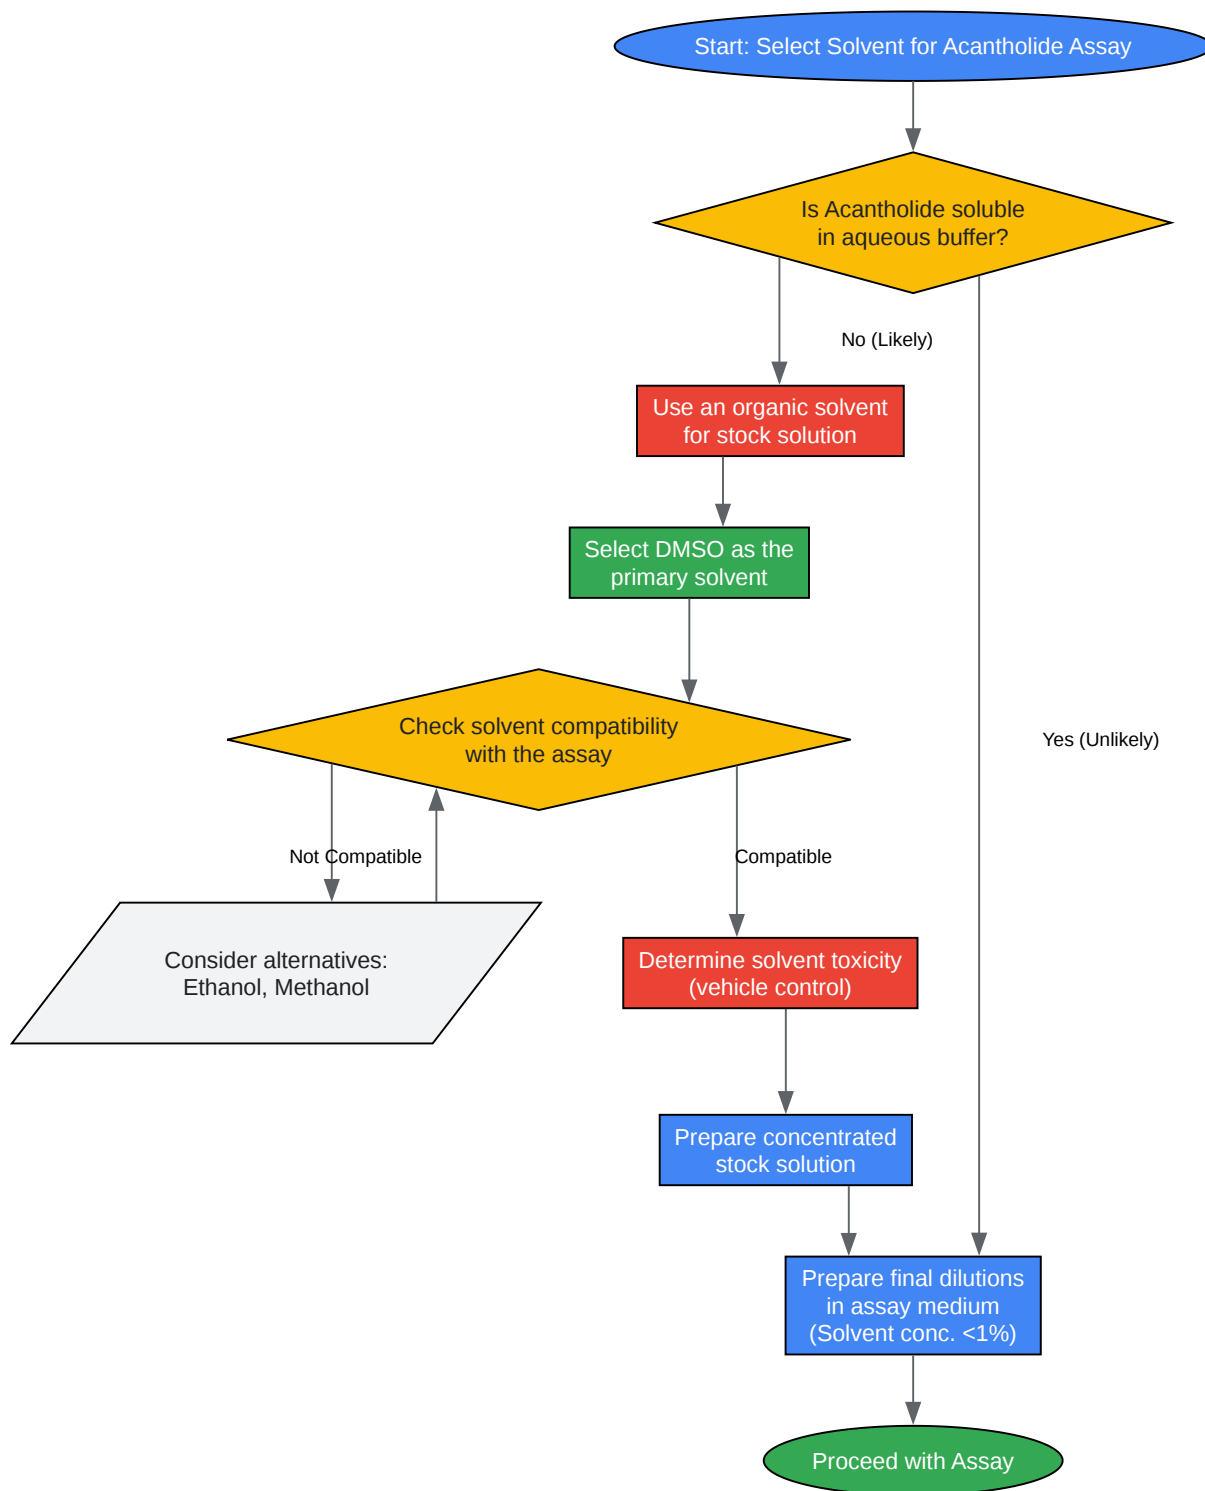 Start: Select Solvent for Acantholide Assay
Is Acantholide soluble
in aqueous buffer?
No (Likely)
Use an organic solvent
for stock solution
Select DMSO as the
primary solvent
Check solvent compatibility
with the assay
Yes (Unlikely)
Not Compatible
Compatible
Consider alternatives:
Ethanol, Methanol
Determine solvent toxicity
(vehicle control)
Prepare concentrated
stock solution
Prepare final dilutions
in assay medium
(Solvent conc. <1%)
Proceed with Assay